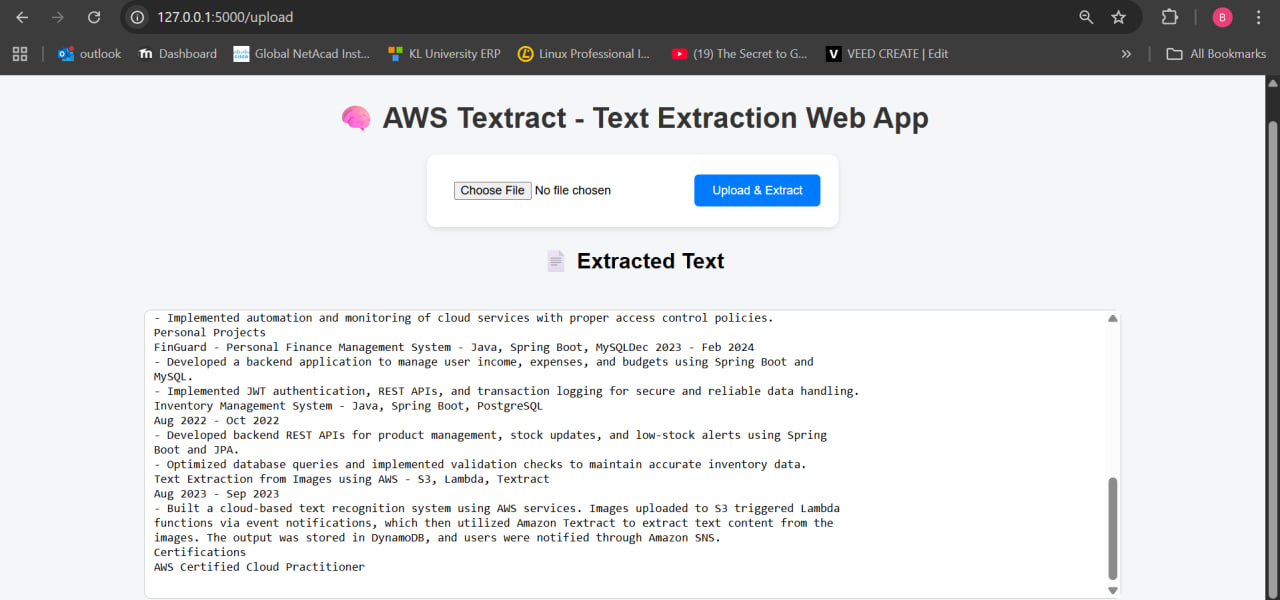 127.0.0.1:5000/upload
B
outlook
Dashboard
Global NetAcad Inst...
KL University ERP
Linux Professional I...
(19) The Secret to G...
VEED CREATE | Edit
»
All Bookmarks
AWS Textract - Text Extraction Web App
Choose File No file chosen
Upload & Extract
Extracted Text
- Implemented automation and monitoring of cloud services with proper access control policies.
Personal Projects
FinGuard - Personal Finance Management System - Java, Spring Boot, MySQLDec 2023 - Feb 2024
- Developed a backend application to manage user income, expenses, and budgets using Spring Boot and
MySQL.
- Implemented JWT authentication, REST APIs, and transaction logging for secure and reliable data handling.
Inventory Management System - Java, Spring Boot, PostgreSQL
Aug 2022 - Oct 2022
- Developed backend REST APIs for product management, stock updates, and low-stock alerts using Spring
Boot and JPA.
- Optimized database queries and implemented validation checks to maintain accurate inventory data.
Text Extraction from Images using AWS - S3, Lambda, Textract
Aug 2023 - Sep 2023
- Built a cloud-based text recognition system using AWS services. Images uploaded to S3 triggered Lambda
functions via event notifications, which then utilized Amazon Textract to extract text content from the
images. The output was stored in DynamoDB, and users were notified through Amazon SNS.
Certifications
AWS Certified Cloud Practitioner